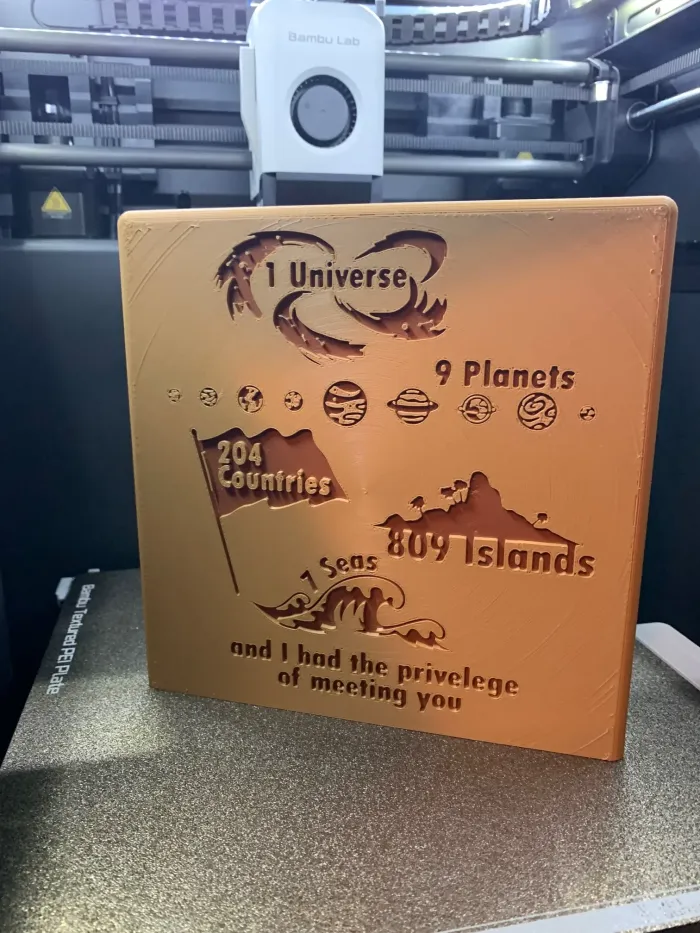 Bambu Lab
1 Universe
9 Planets
204
Countries
809 Islands
7 Seas
and I had the privelege
of meeting you
Bambu Textured PEI Plate